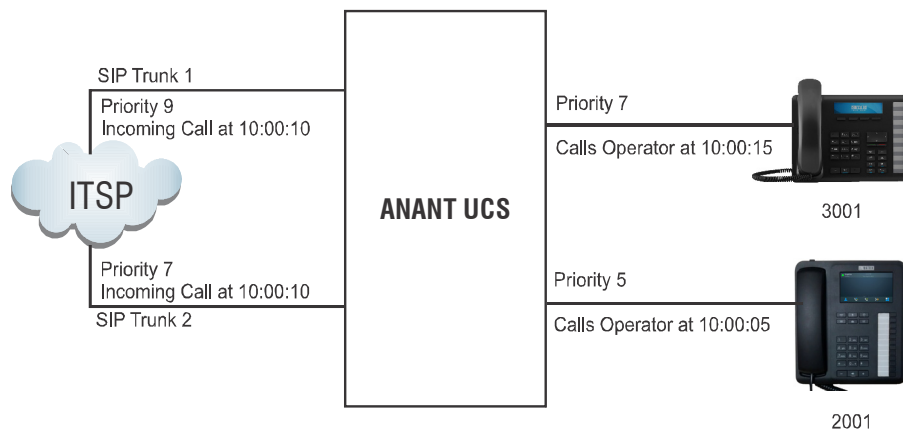 SIP Trunk 1
Priority 9
Incoming Call at 10:00:10
ITSP
Priority 7
Incoming Call at 10:00:10
SIP Trunk 2
ANANT UCS
Priority 7
Calls Operator at 10:00:15
3001
Priority 5
Calls Operator at 10:00:05
2001